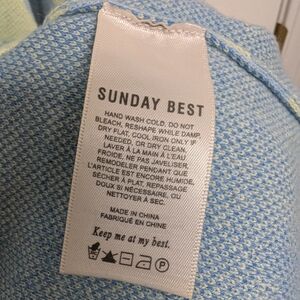 SUNDAY BEST
HAND WASH COLD, DO NOT
BLEACH, RESHAPE WHILE DAMP,
DRY FLAT, COOL IRON ONLY IF
NEEDED, OR DRY CLEAN.
LAVER À LA MAIN À L'EAU
FROIDE. NE PAS JAVELISER,
REMODELER PENDANT QUE
L'ARTICLE EST ENCORE HUMIDE,
SÉCHER À PLAT, REPASSAGE
DOUX SI NÉCESSAIRE, OU
NETTOYER À SEC.
MADE IN CHINA
FABRIQUÉ EN CHINE
Keep me at my best.